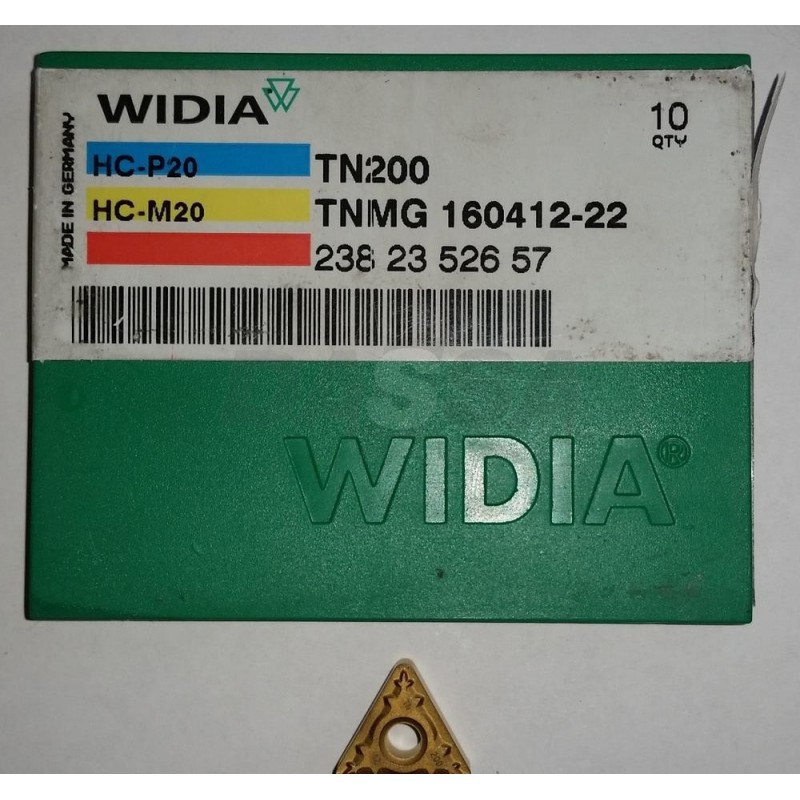 WIDIA
10
QTY
MADE IN GERMANY
HC-P20
TN200
HC-M20
TNMG 160412-22
238 23 526 57
WIDIA®
200